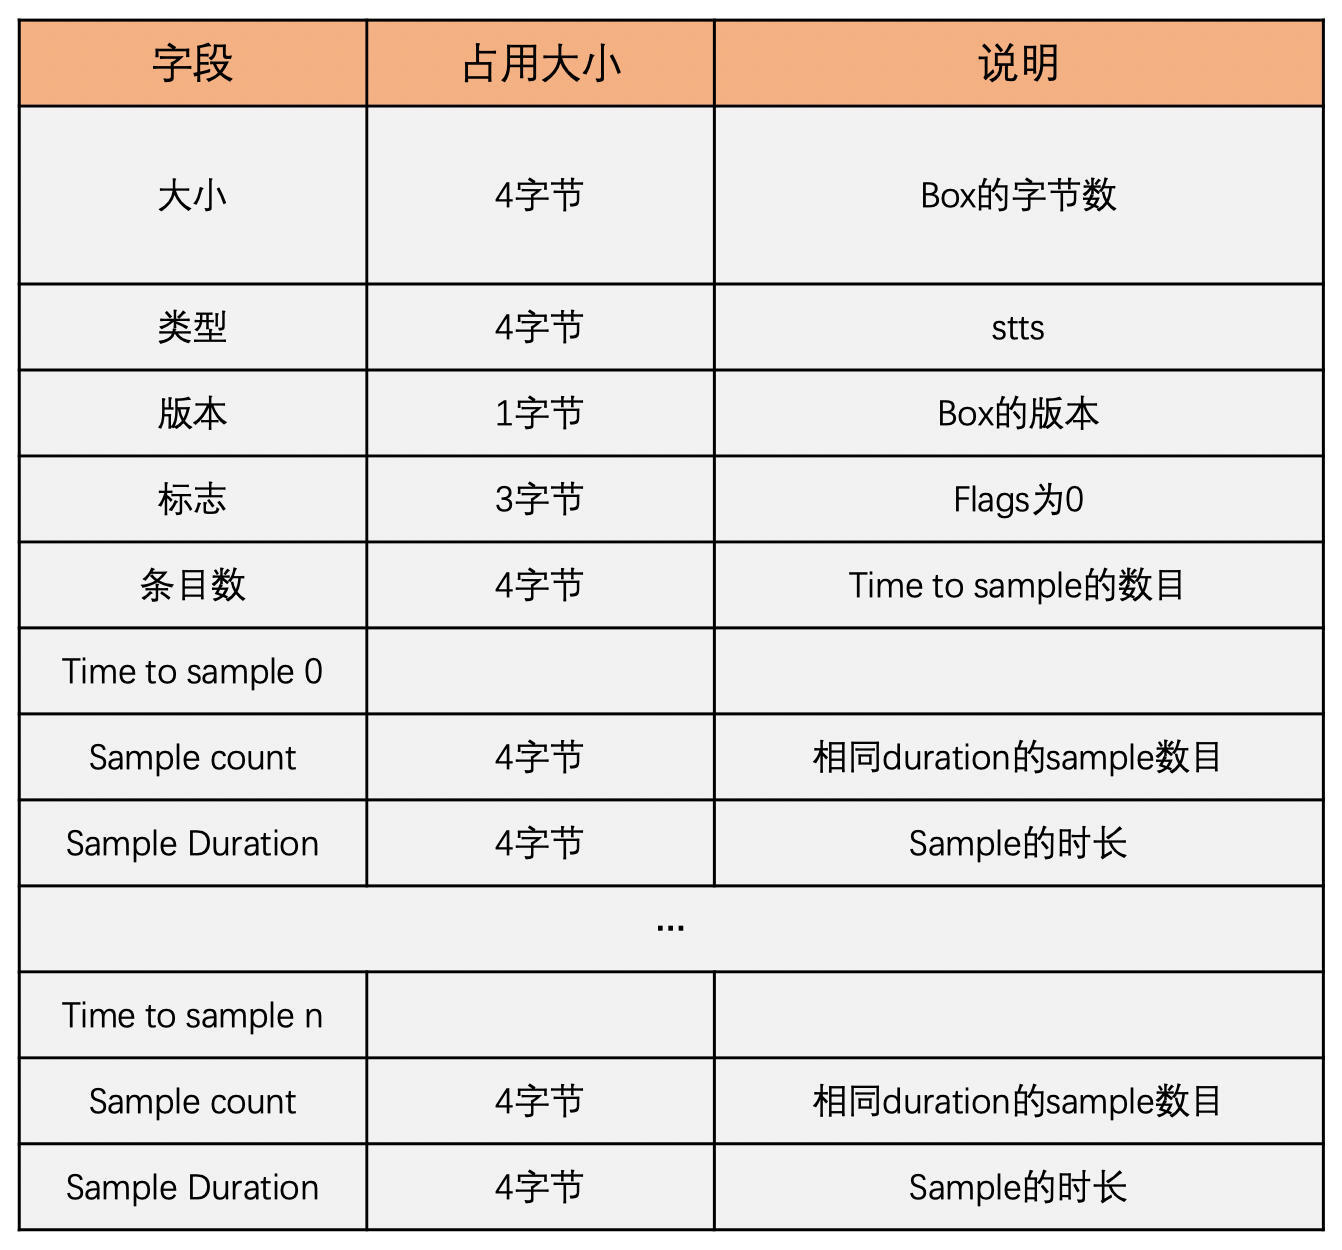 字段 占用大小 说明
大小 4字节 Box的字节数
类型 4字节 stts
版本 1字节 Box的版本
标志 3字节 Flags为0
条目数 4字节 Time to sample的数目
Time to sample 0
Sample count 4字节 相同duration的sample数目
Sample Duration 4字节 Sample的时长
...
Time to sample n
Sample count 4字节 相同duration的sample数目
Sample Duration 4字节 Sample的时长